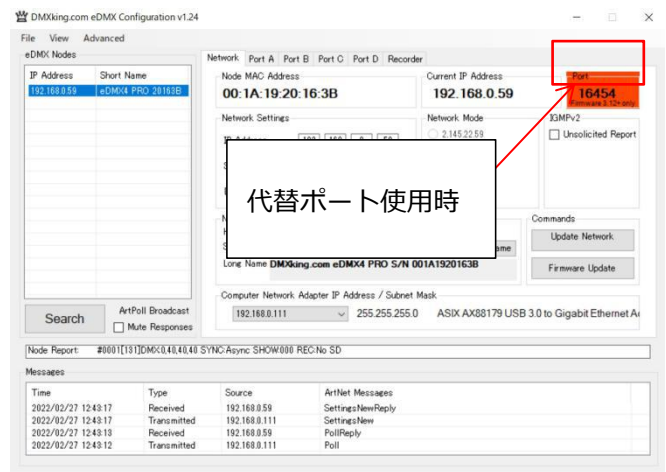 DMXking.com eDMX Configuration v1.24
File View Advanced
eDMX Nodes
IP Address Short Name
192.168.0.59 eDMX4 PRO 20163B
Network Port A Port B Port C Port D Recorder
Node MAC Address
00:1A:19:20:16:3B
Current IP Address
192.168.0.59
Port
16454
Firmware 3.12+ only
Network Settings
Network Mode
2.145.22.59
IGMPv2
Unsolicited Report
代替ポート使用時
Commands
Update Network
Firmware Update
Long Name DMXking.com eDMX4 PRO S/N 001A1920163B
Computer Network Adapter IP Address / Subnet Mask
192.168.0.111 255.255.255.0 ASIX AX88179 USB 3.0 to Gigabit Ethernet A
Search
ArtPoll Broadcast
Mute Responses
Node Report: #0001[131]DMX:0,40,40,40 SYNC:Async SHOW:000 REC:No SD
Messages
Time Type Source ArtNet Messages
2022/02/27 12:43:17 Received 192.168.0.59 SettingsNewReply
2022/02/27 12:43:17 Transmitted 192.168.0.111 SettingsNew
2022/02/27 12:43:13 Received 192.168.0.59 PollReply
2022/02/27 12:43:12 Transmitted 192.168.0.111 Poll